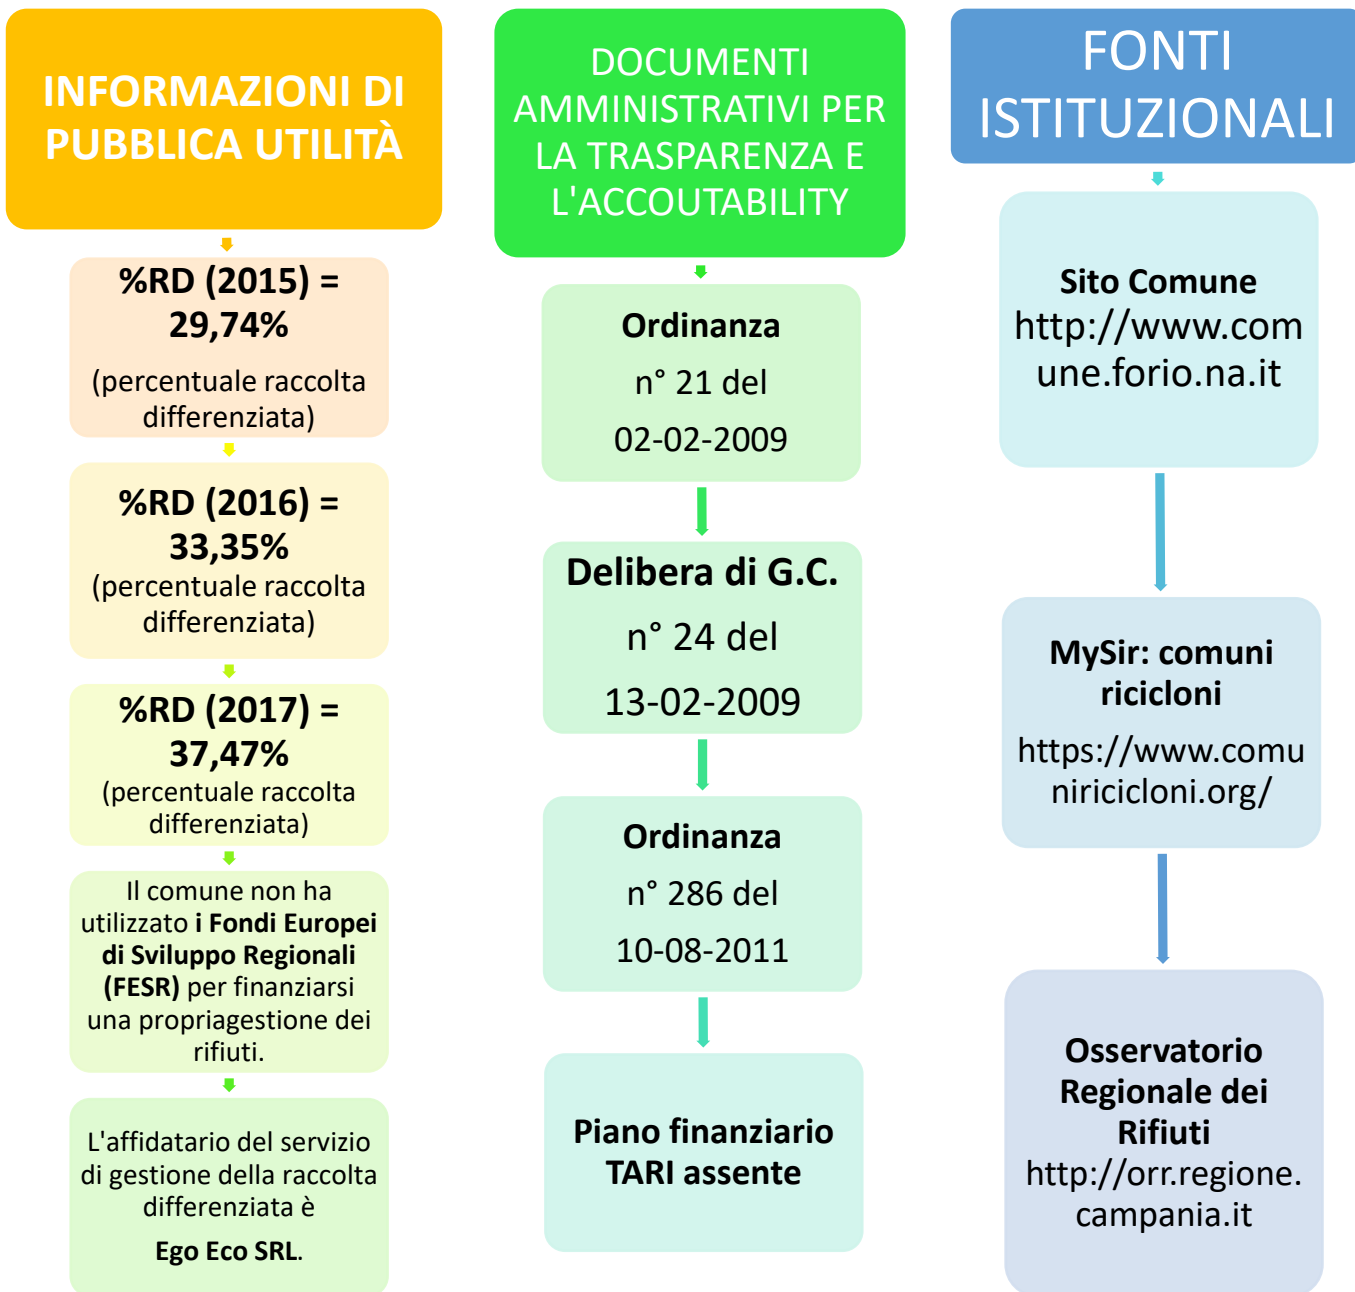 INFORMAZIONI DI
PUBBLICA UTILITÀ
%RD (2015) =
29,74%
(percentuale raccolta
differenziata)
%RD (2016) =
33,35%
(percentuale raccolta
differenziata)
%RD (2017) =
37,47%
(percentuale raccolta
differenziata)
Il comune non ha
utilizzato i Fondi Europei
di Sviluppo Regionali
(FESR) per finanziarsi
una propriagestione dei
rifiuti.
L'affidatario del servizio
di gestione della raccolta
differenziata è
Ego Eco SRL.
DOCUMENTI
AMMINISTRATIVI PER
LA TRASPARENZA E
L'ACCOUTABILITY
Ordinanza
n° 21 del
02-02-2009
Delibera di G.C.
n° 24 del
13-02-2009
Ordinanza
n° 286 del
10-08-2011
Piano finanziario
TARI assente
FONTI
ISTITUZIONALI
Sito Comune
http://www.com
une.forio.na.it
MySir: comuni
ricicloni
https://www.comu
niricicloni.org/
Osservatorio
Regionale dei
Rifiuti
http://orr.regione.
campania.it